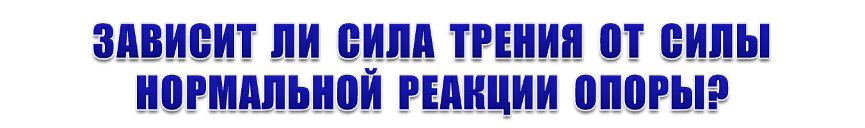 ЗАВИСИТ ЛИ СИЛА ТРЕНИЯ ОТ СИЛЫ
НОРМАЛЬНОЙ РЕАКЦИИ ОПОРЫ?